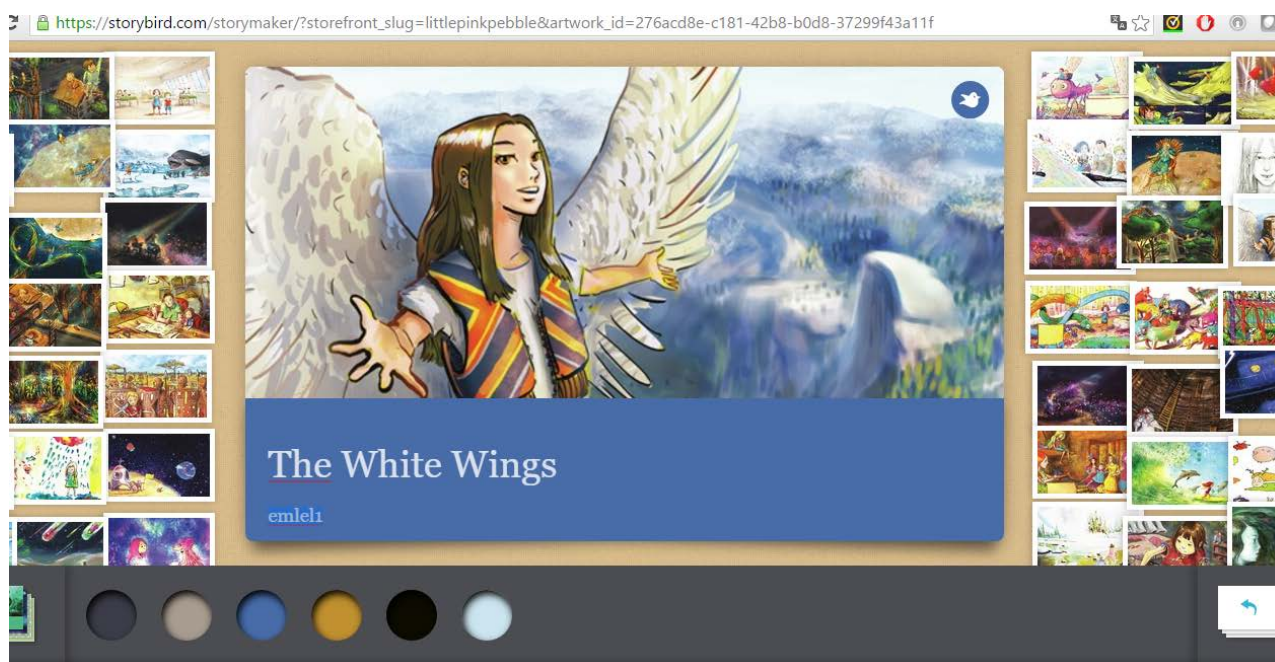 https://storybird.com/storymaker/?storefront_slug=littlepinkpebble&artwork_id=276acd8e-c181-42b8-b0d8-37299f43a11f
The White Wings
emlel1